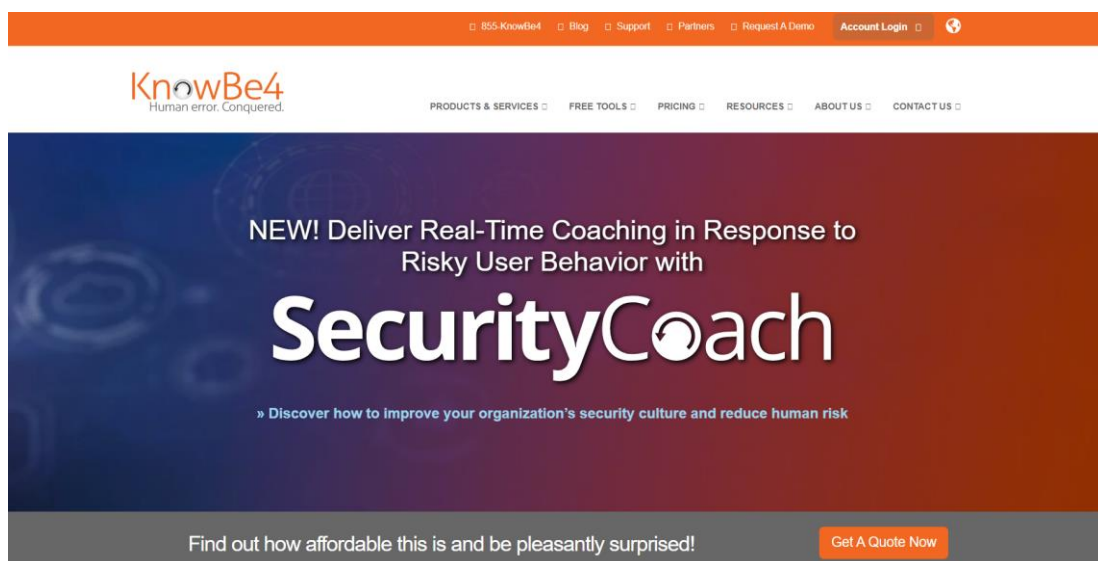 855-KnowBe4 Blog Support Partners Request A Demo Account Login
KnowBe4
Human error. Conquered.
PRODUCTS & SERVICES FREE TOOLS PRICING RESOURCES ABOUT US CONTACT US
NEW! Deliver Real-Time Coaching in Response to
Risky User Behavior with
SecurityCoach
» Discover how to improve your organization's security culture and reduce human risk
Find out how affordable this is and be pleasantly surprised! Get A Quote Now